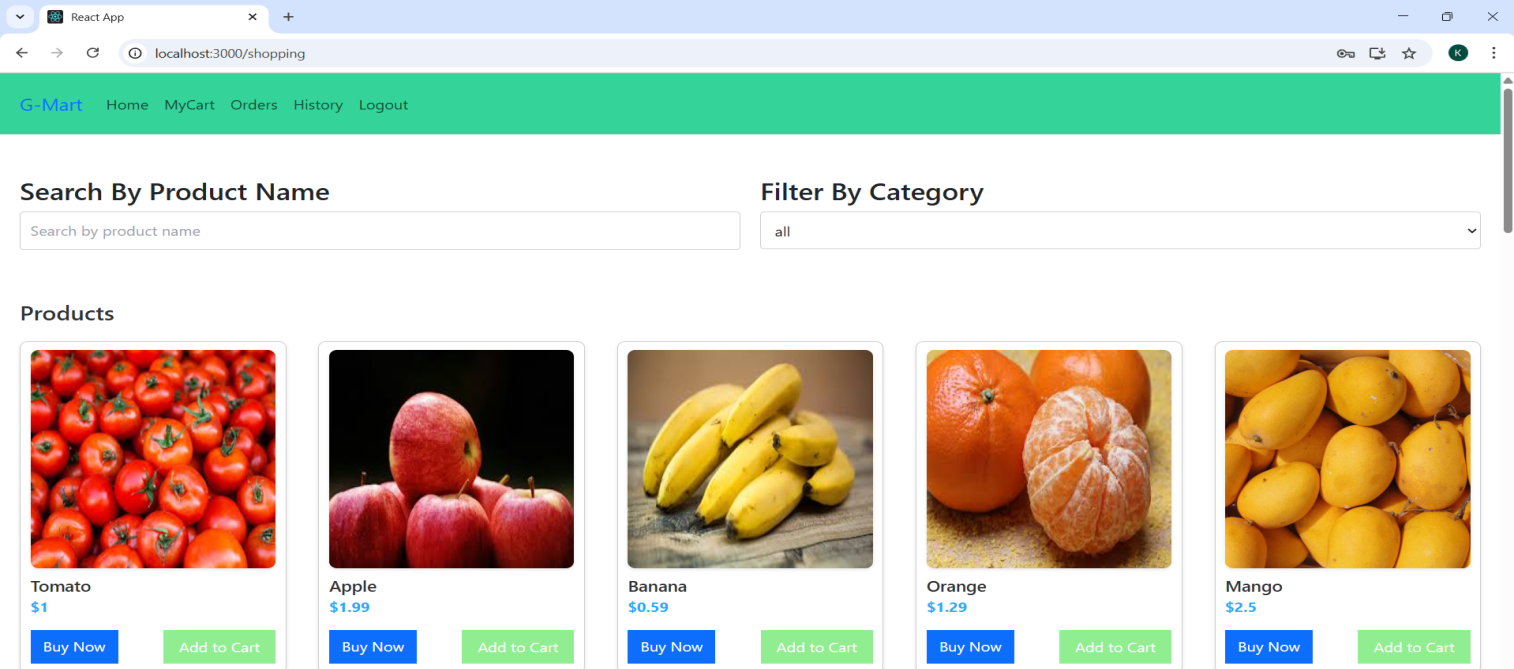 React App
localhost:3000/shopping
K
G-Mart Home MyCart Orders History Logout
Search By Product Name
Filter By Category
Search by product name
all
Products
Tomato
$1
Buy Now Add to Cart
Apple
$1.99
Buy Now Add to Cart
Banana
$0.59
Buy Now Add to Cart
Orange
$1.29
Buy Now Add to Cart
Mango
$2.5
Buy Now Add to Cart